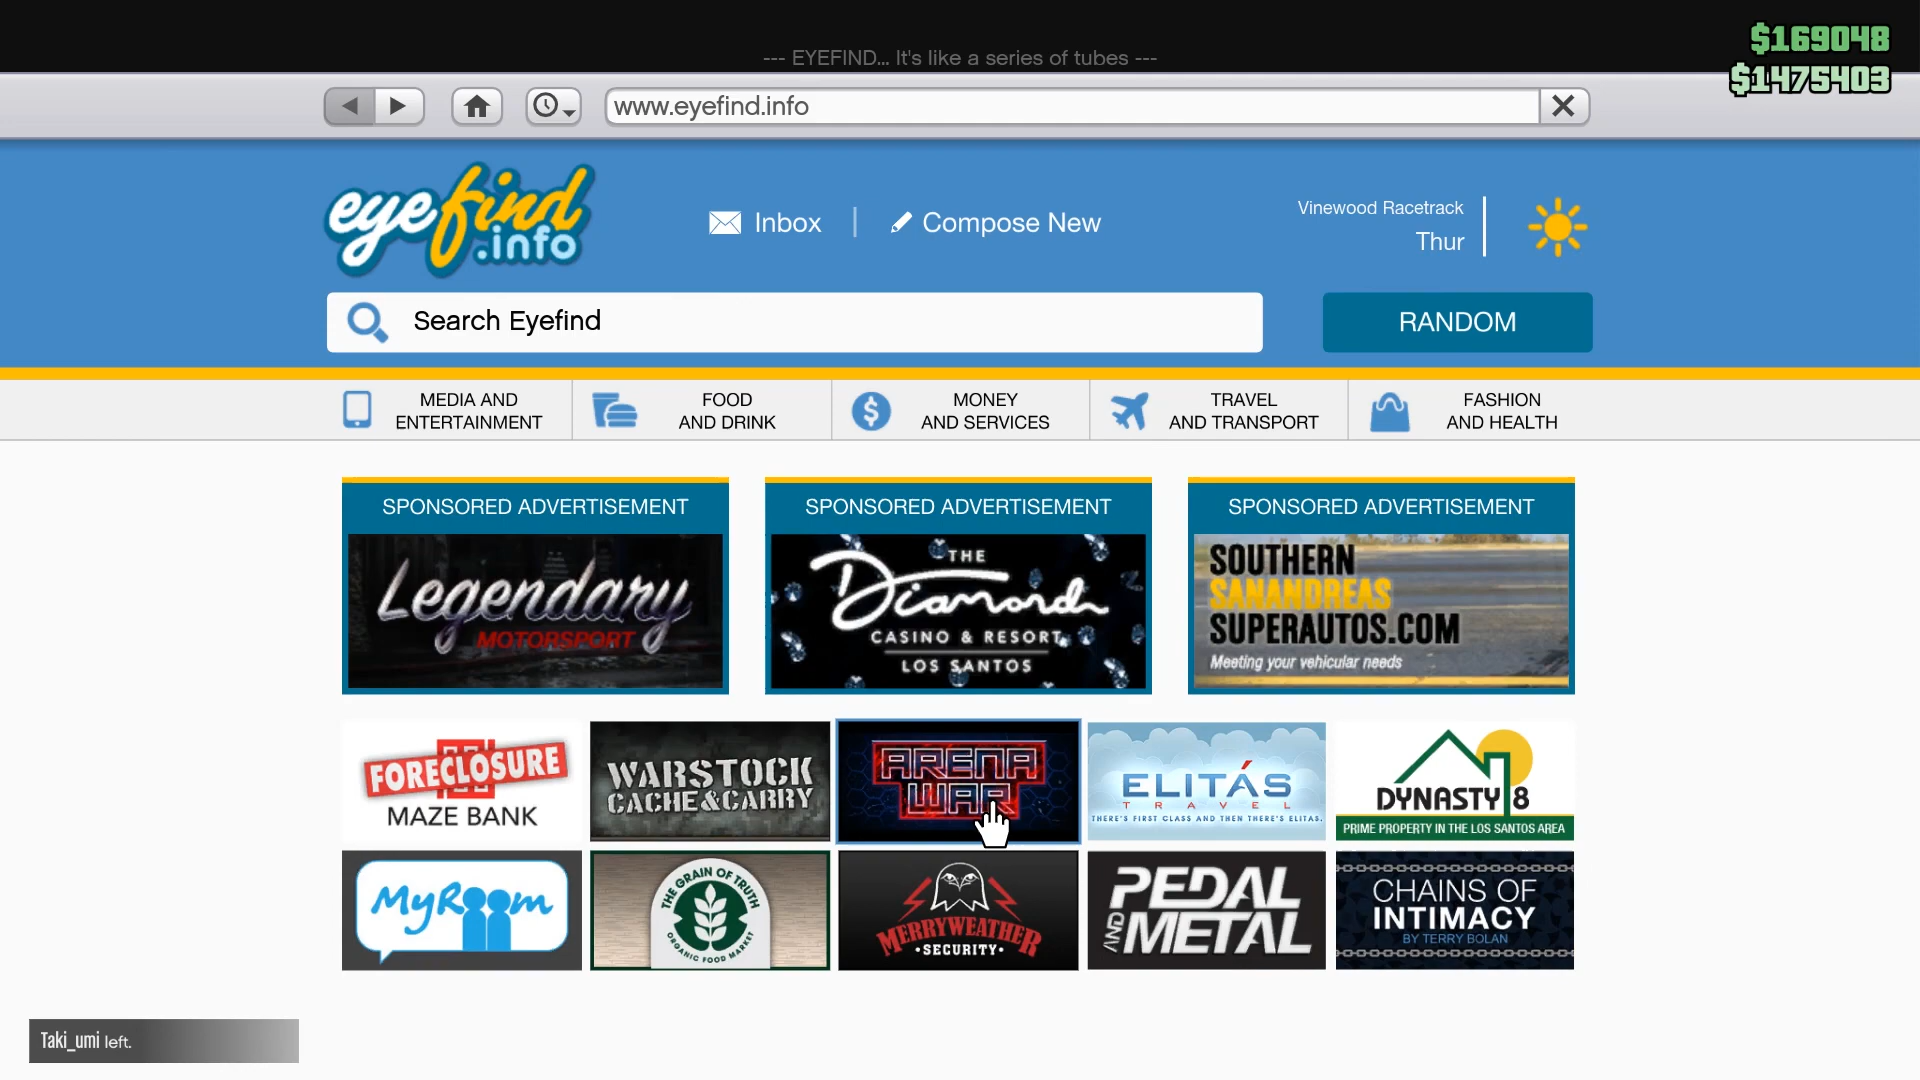 --- EYEFIND... It's like a series of tubes ---
$169048
$1475403
www.eyefind.info
eyefind
.info
Inbox
Compose New
Vinewood Racetrack
Thur
Search Eyefind
RANDOM
MEDIA AND
ENTERTAINMENT
FOOD
AND DRINK
MONEY
AND SERVICES
TRAVEL
AND TRANSPORT
FASHION
AND HEALTH
SPONSORED ADVERTISEMENT
Legendary
MOTORSPORT
SPONSORED ADVERTISEMENT
THE
Diamond
CASINO & RESORT
LOS SANTOS
SPONSORED ADVERTISEMENT
SOUTHERN
SANANDREAS
SUPERAUTOS.COM
Meeting your vehicular needs
FORECLOSURE
MAZE BANK
WARSTOCK
CACHE&CARRY
ARENA
WAR
ELITÁS
TRAVEL
THERE'S FIRST CLASS AND THEN THERE'S ELITAS.
DYNASTY 8
PRIME PROPERTY IN THE LOS SANTOS AREA
MyRoom
THE GRAIN OF TRUTH
ORGANIC FOOD MARKET
MERRYWEATHER
•SECURITY•
PEDAL
AND METAL
CHAINS OF
INTIMACY
BY TERRY BOLAN
Taki_umi left.